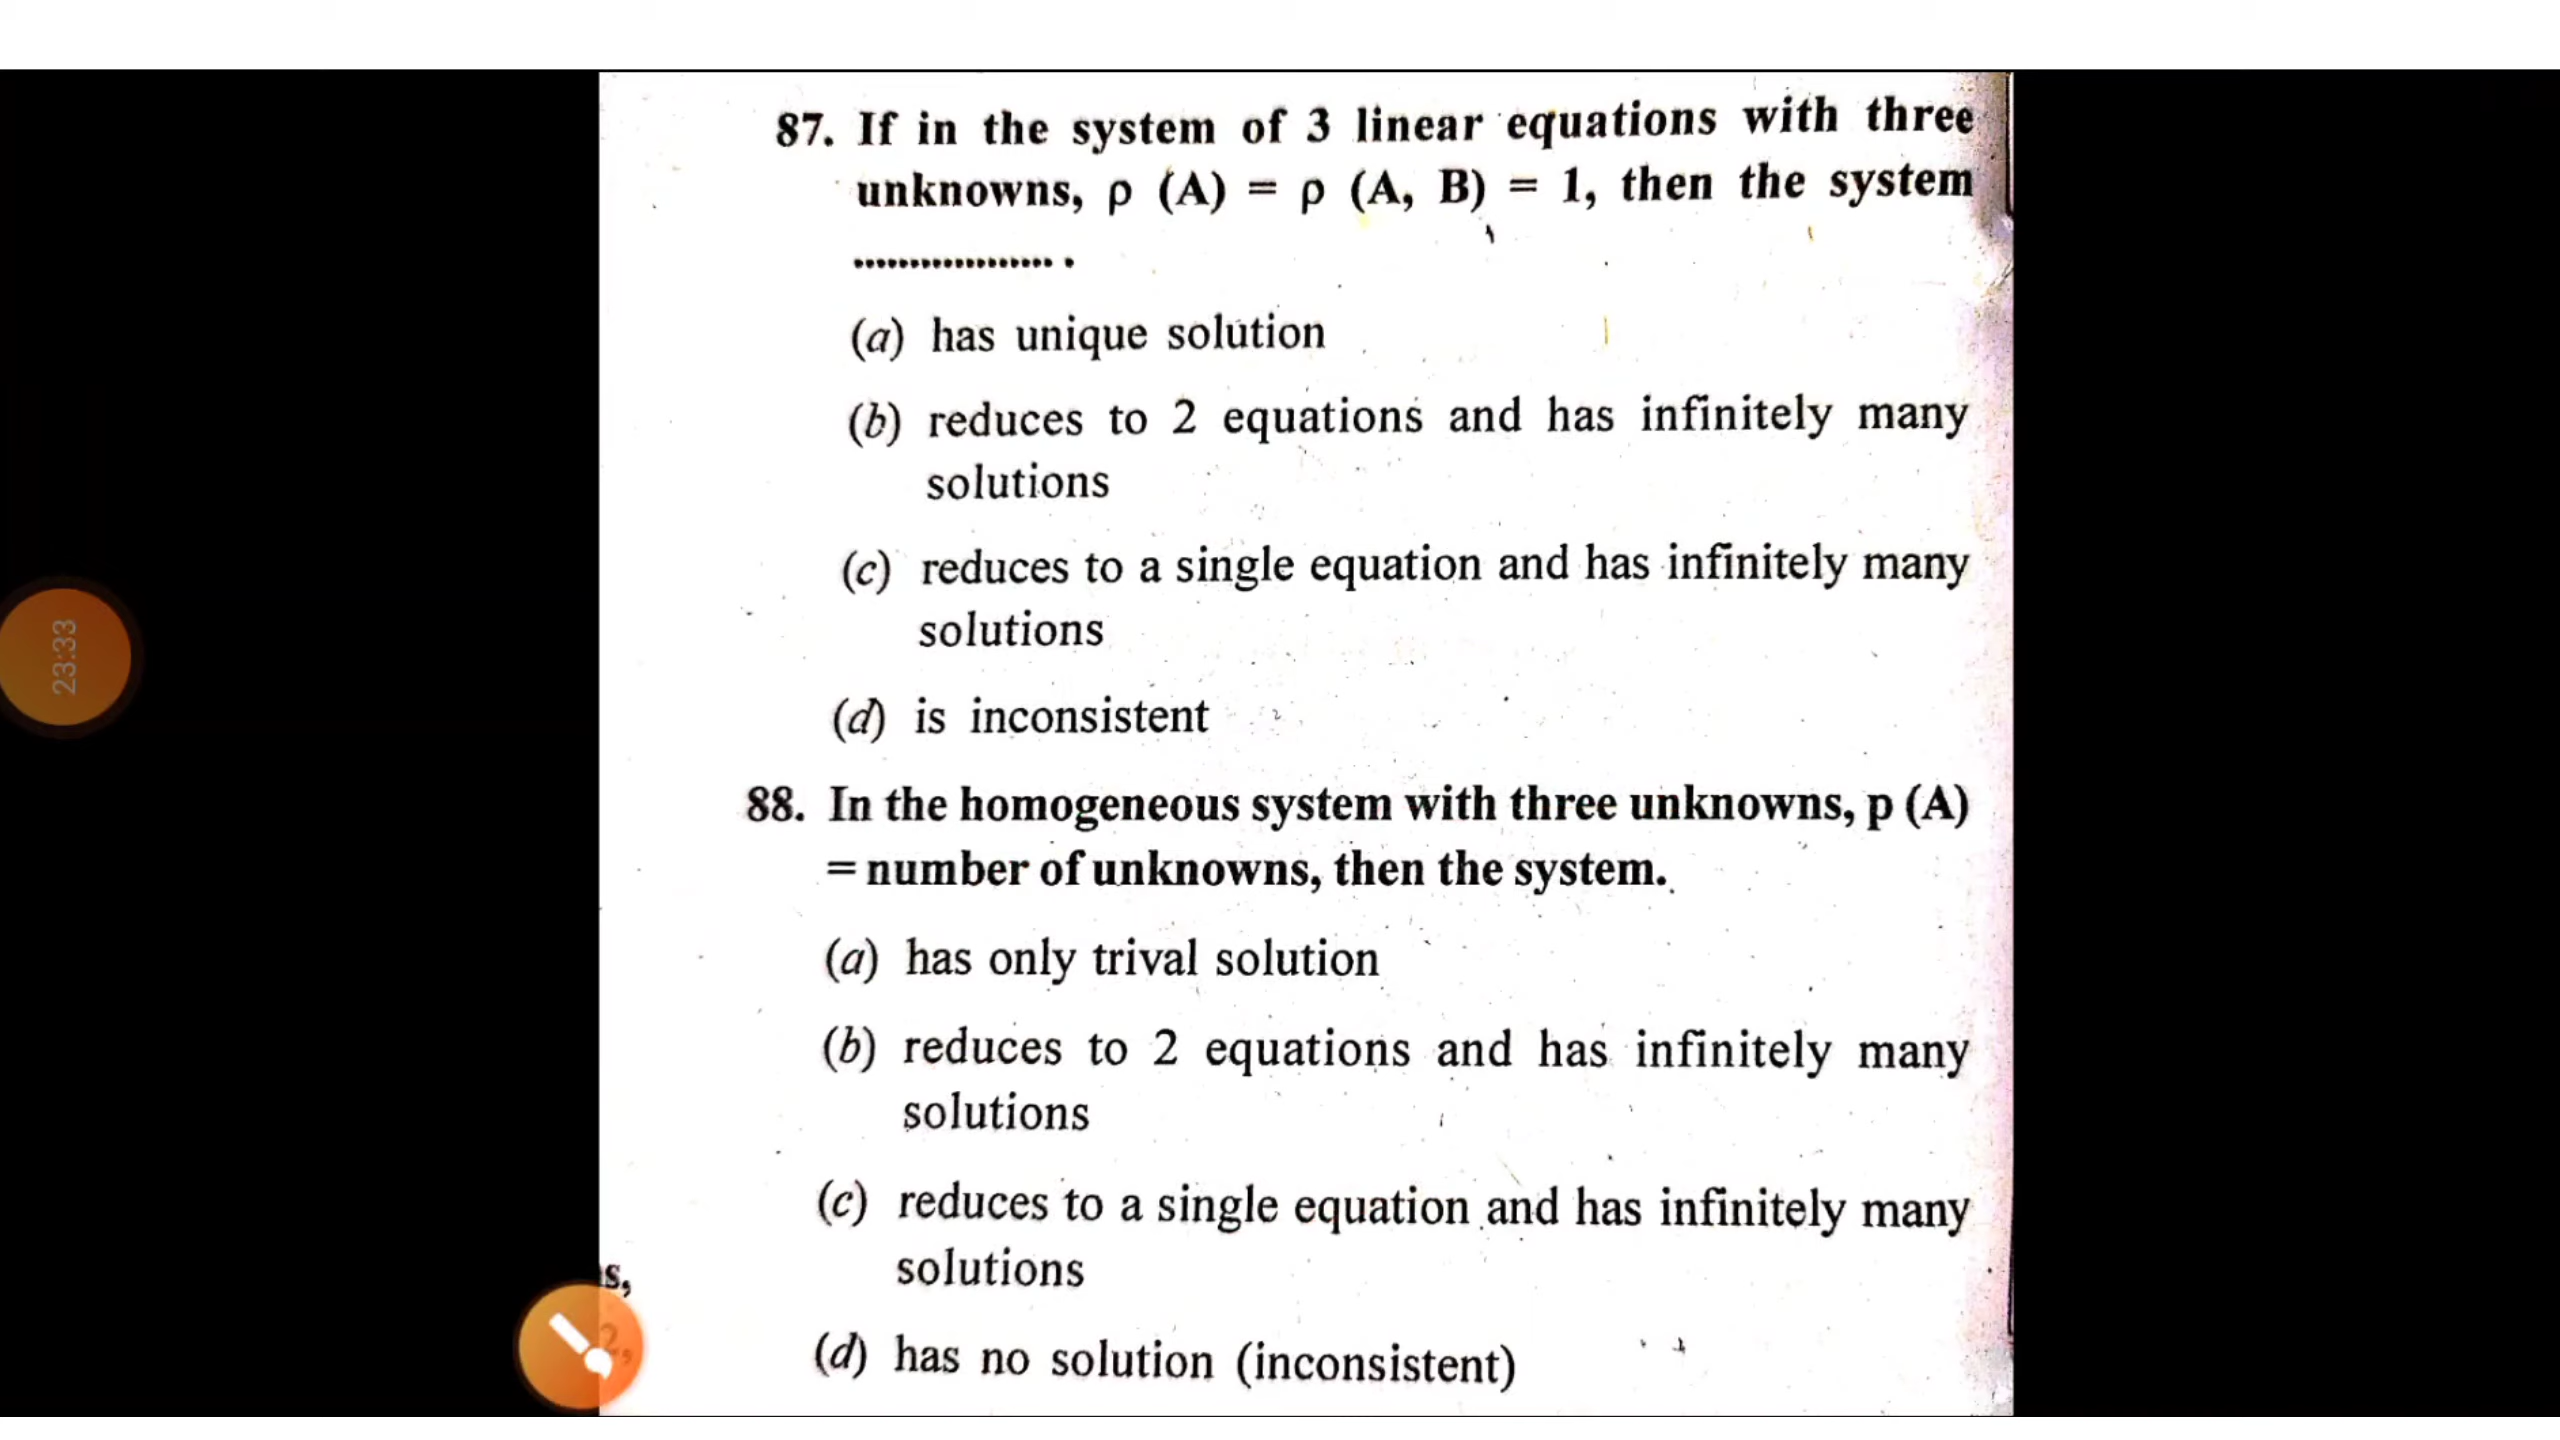 87. If in the system of 3 linear equations with three
unknowns, ρ (A) = ρ (A, B) = 1, then the system
................... .
(a) has unique solution
(b) reduces to 2 equations and has infinitely many
solutions
(c) reduces to a single equation and has infinitely many
solutions
(d) is inconsistent
23:33
88. In the homogeneous system with three unknowns, p (A)
= number of unknowns, then the system.
(a) has only trival solution
(b) reduces to 2 equations and has infinitely many
solutions
(c) reduces to a single equation and has infinitely many
solutions
s,
2,
(d) has no solution (inconsistent)